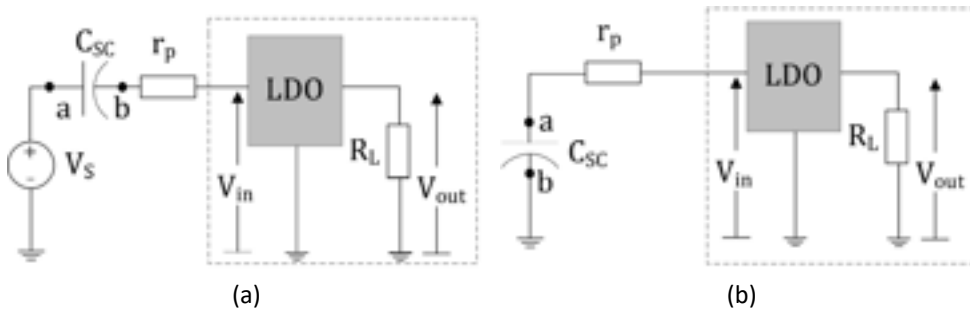 C_SC r_p
LDO
a b
V_S
R_L
V_in
V_out
(a)
r_p
LDO
a
C_SC
b
R_L
V_in
V_out
(b)